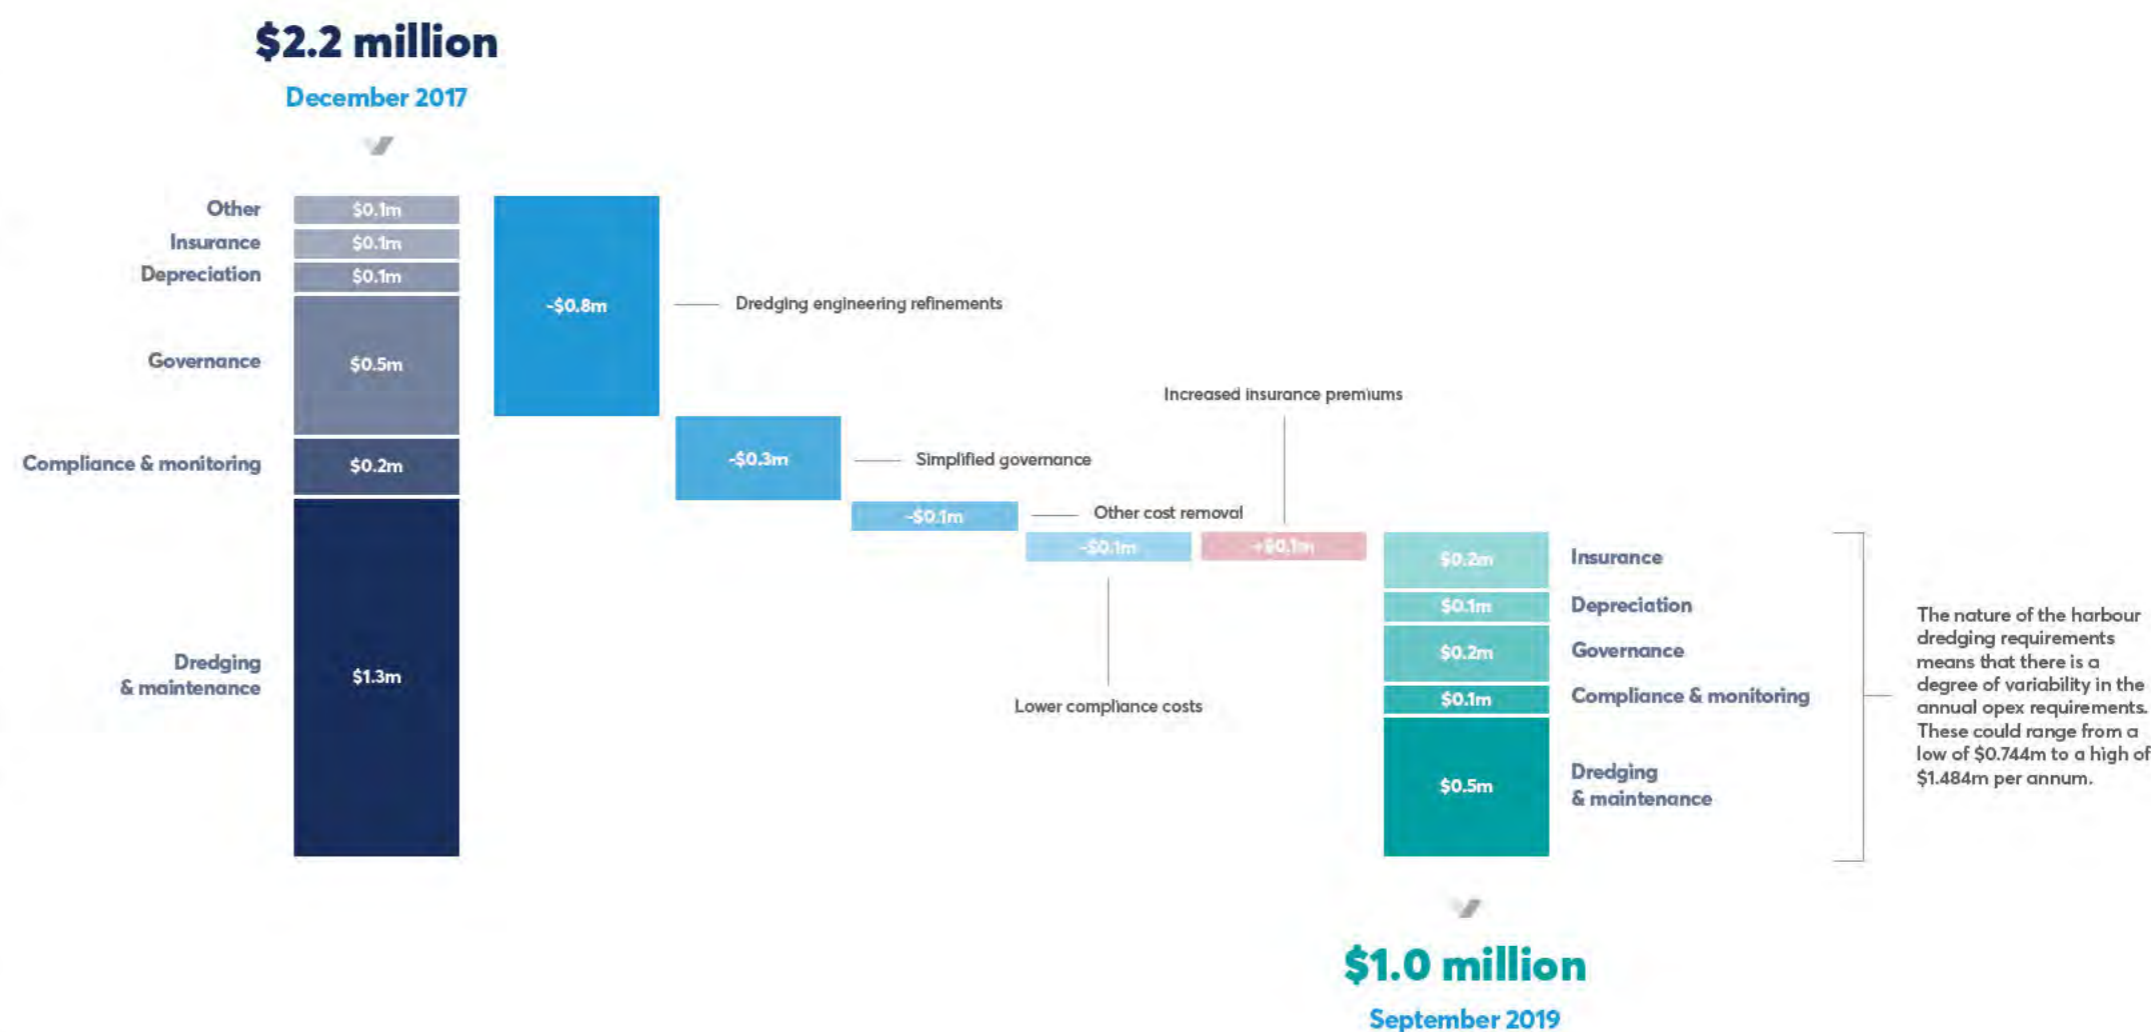 $2.2 million
December 2017
Other
$0.1m
Insurance
$0.1m
Depreciation
$0.1m
Governance
$0.5m
Compliance & monitoring
$0.2m
Dredging
& maintenance
$1.3m
-$0.8m
Dredging engineering refinements
-$0.3m
Simplified governance
-$0.1m
Other cost removal
-$0.1m
Lower compliance costs
Increased insurance premiums
+$0.1m
$0.2m
Insurance
$0.1m
Depreciation
$0.2m
Governance
$0.1m
Compliance & monitoring
$0.5m
Dredging
& maintenance
The nature of the harbour
dredging requirements
means that there is a
degree of variability in the
annual opex requirements.
These could range from a
low of $0.744m to a high of
$1.484m per annum.
$1.0 million
September 2019